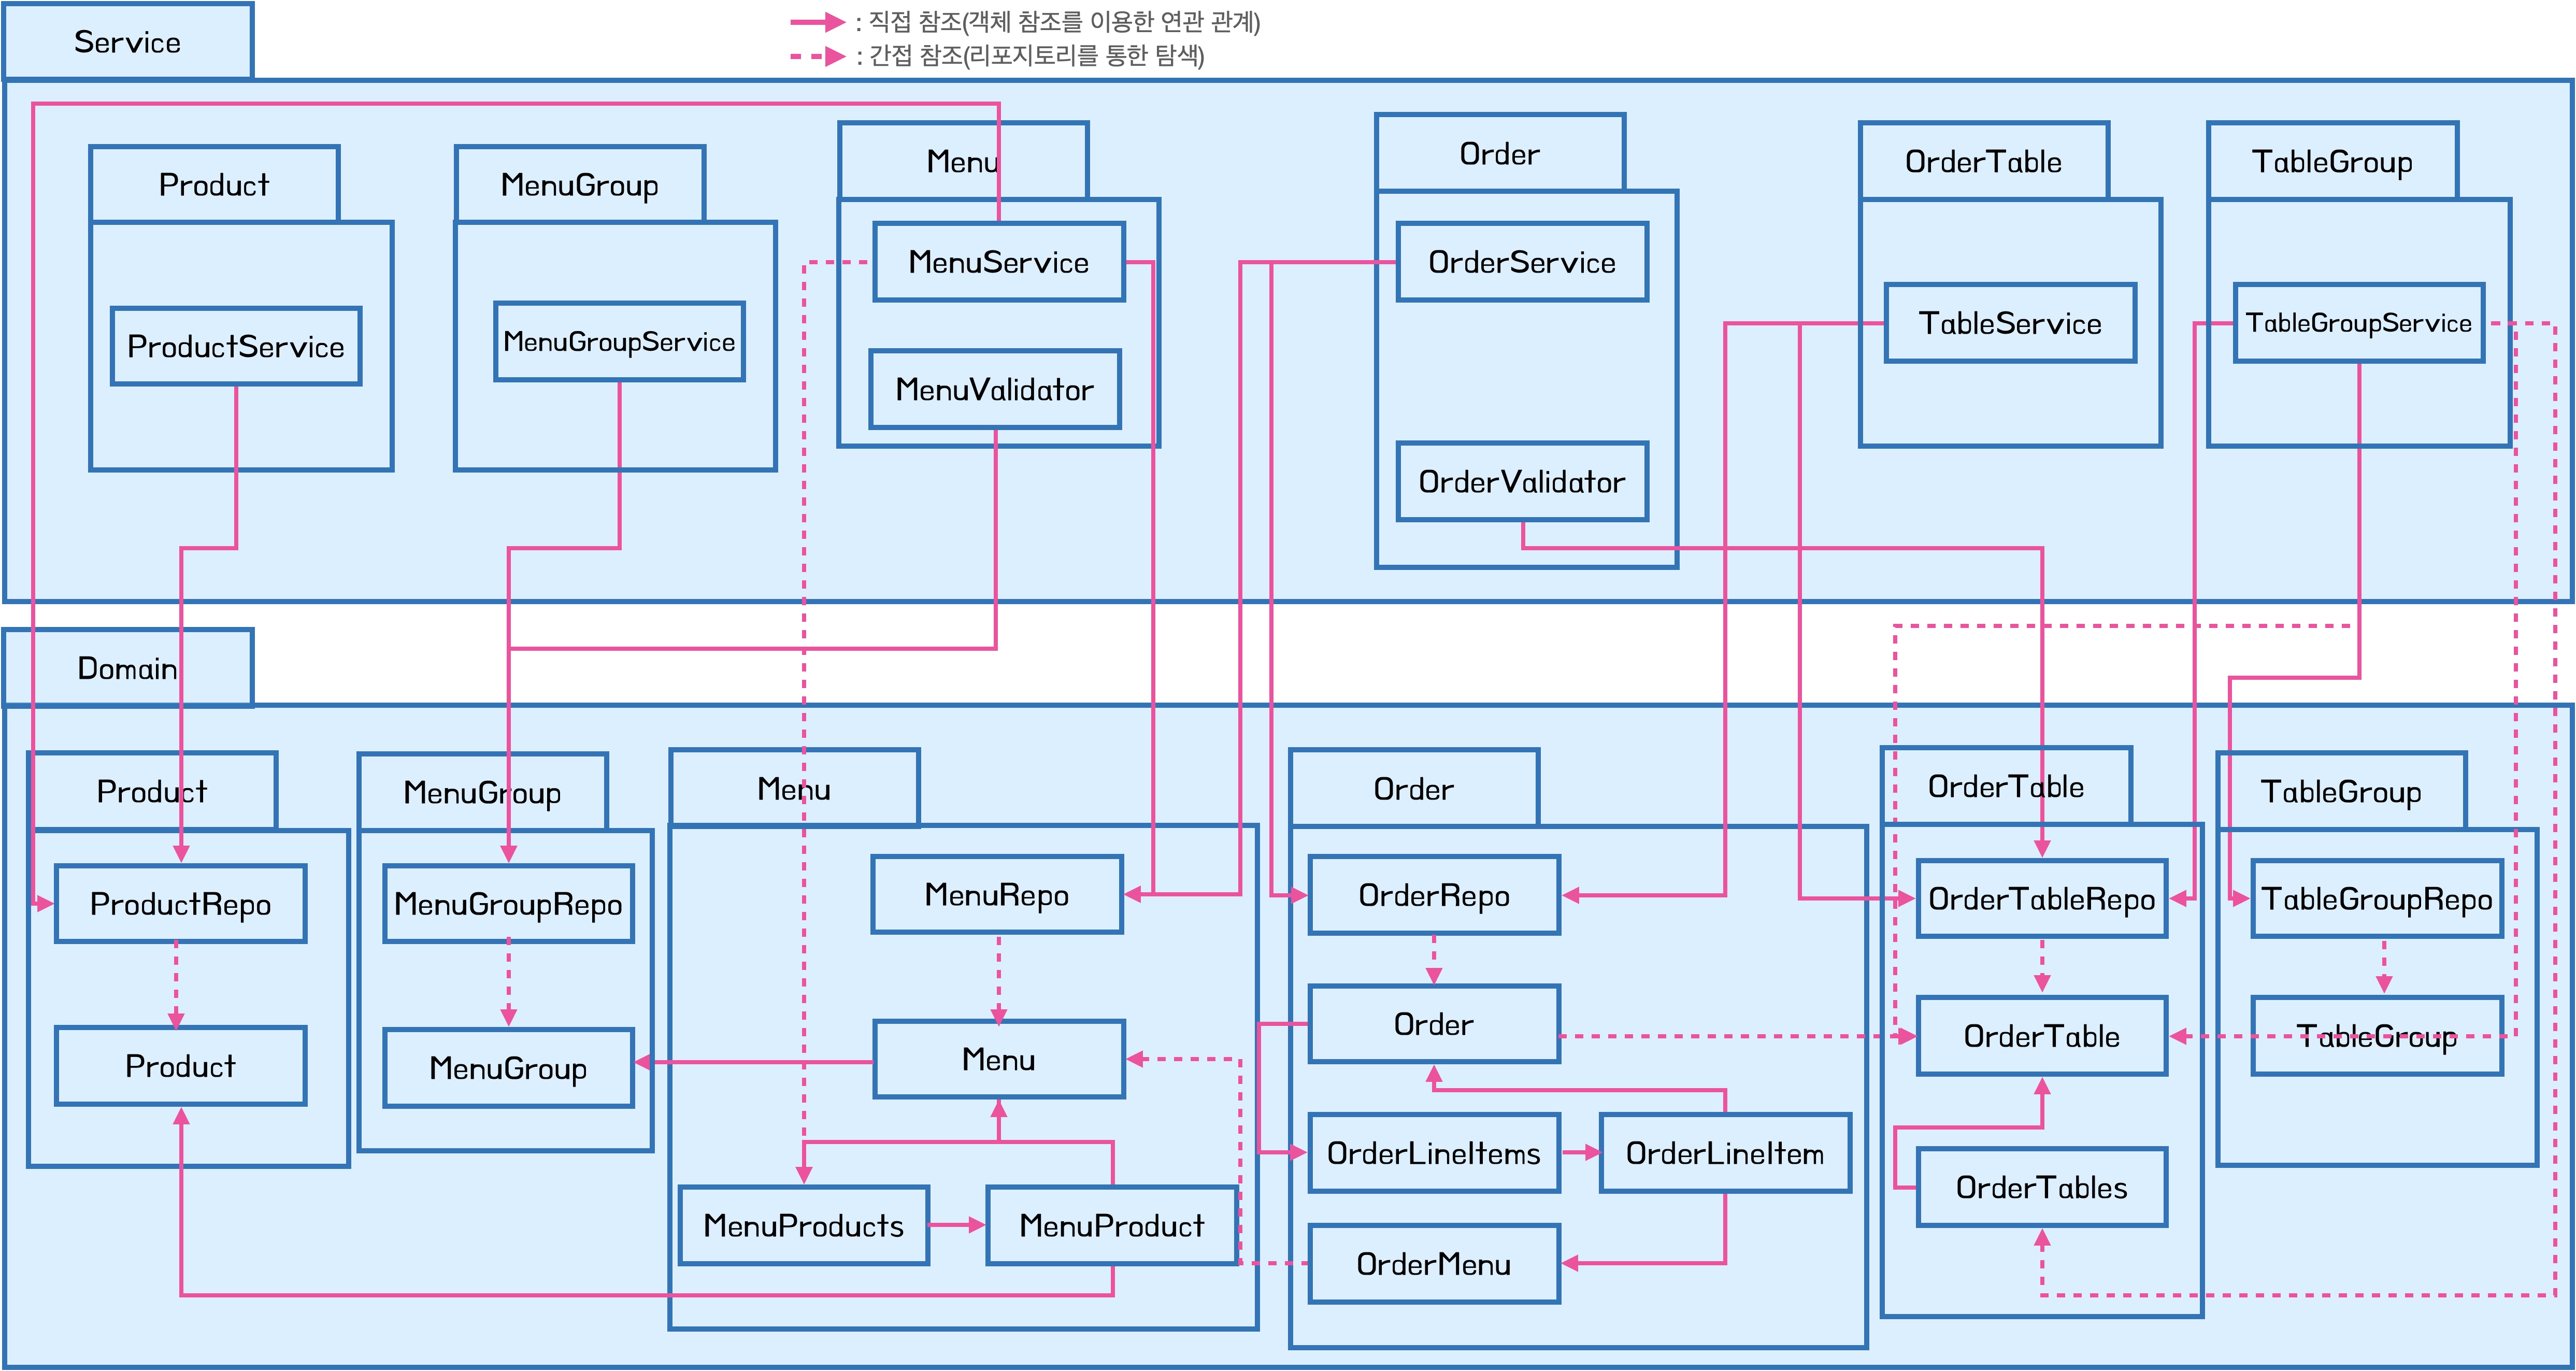 : 직접 참조(객체 참조를 이용한 연관 관계)
: 간접 참조(리포지토리를 통한 탐색)
Service
Product
MenuGroup
Menu
Order
OrderTable
TableGroup
ProductService
MenuGroupService
MenuService
MenuValidator
OrderService
OrderValidator
TableService
TableGroupService
Domain
Product
MenuGroup
Menu
Order
OrderTable
TableGroup
ProductRepo
Product
MenuGroupRepo
MenuGroup
MenuRepo
Menu
MenuProducts
MenuProduct
OrderRepo
Order
OrderLineItems
OrderLineItem
OrderMenu
OrderTableRepo
OrderTable
OrderTables
TableGroupRepo
TableGroup